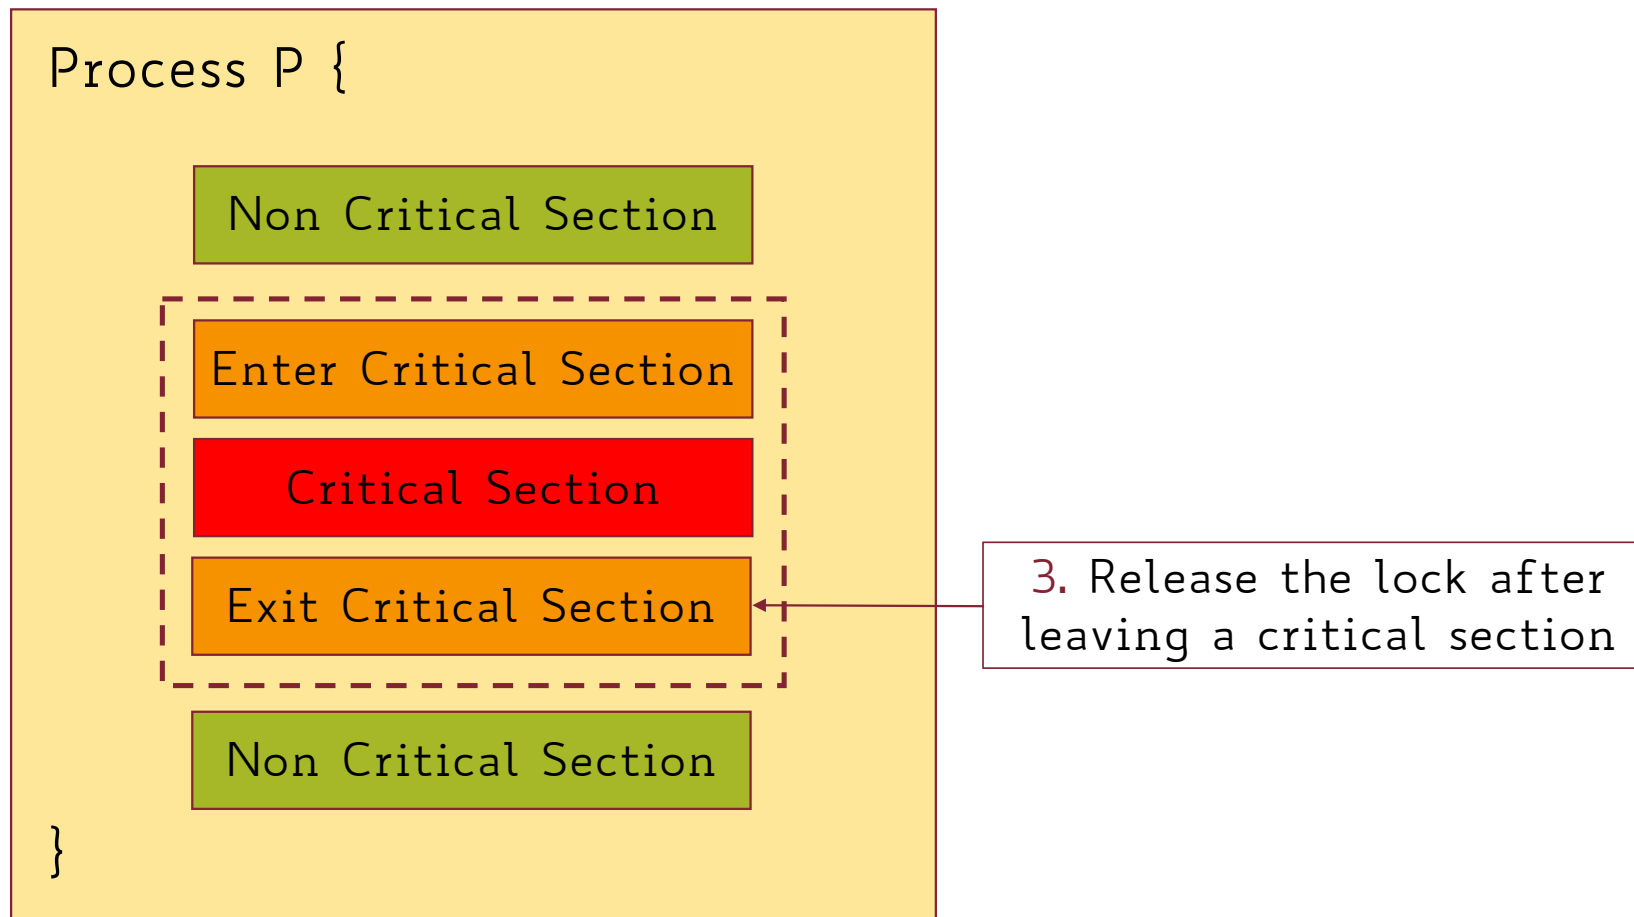 Process P {
Non Critical Section
Enter Critical Section
Critical Section
Exit Critical Section
3. Release the lock after
leaving a critical section
Non Critical Section
}